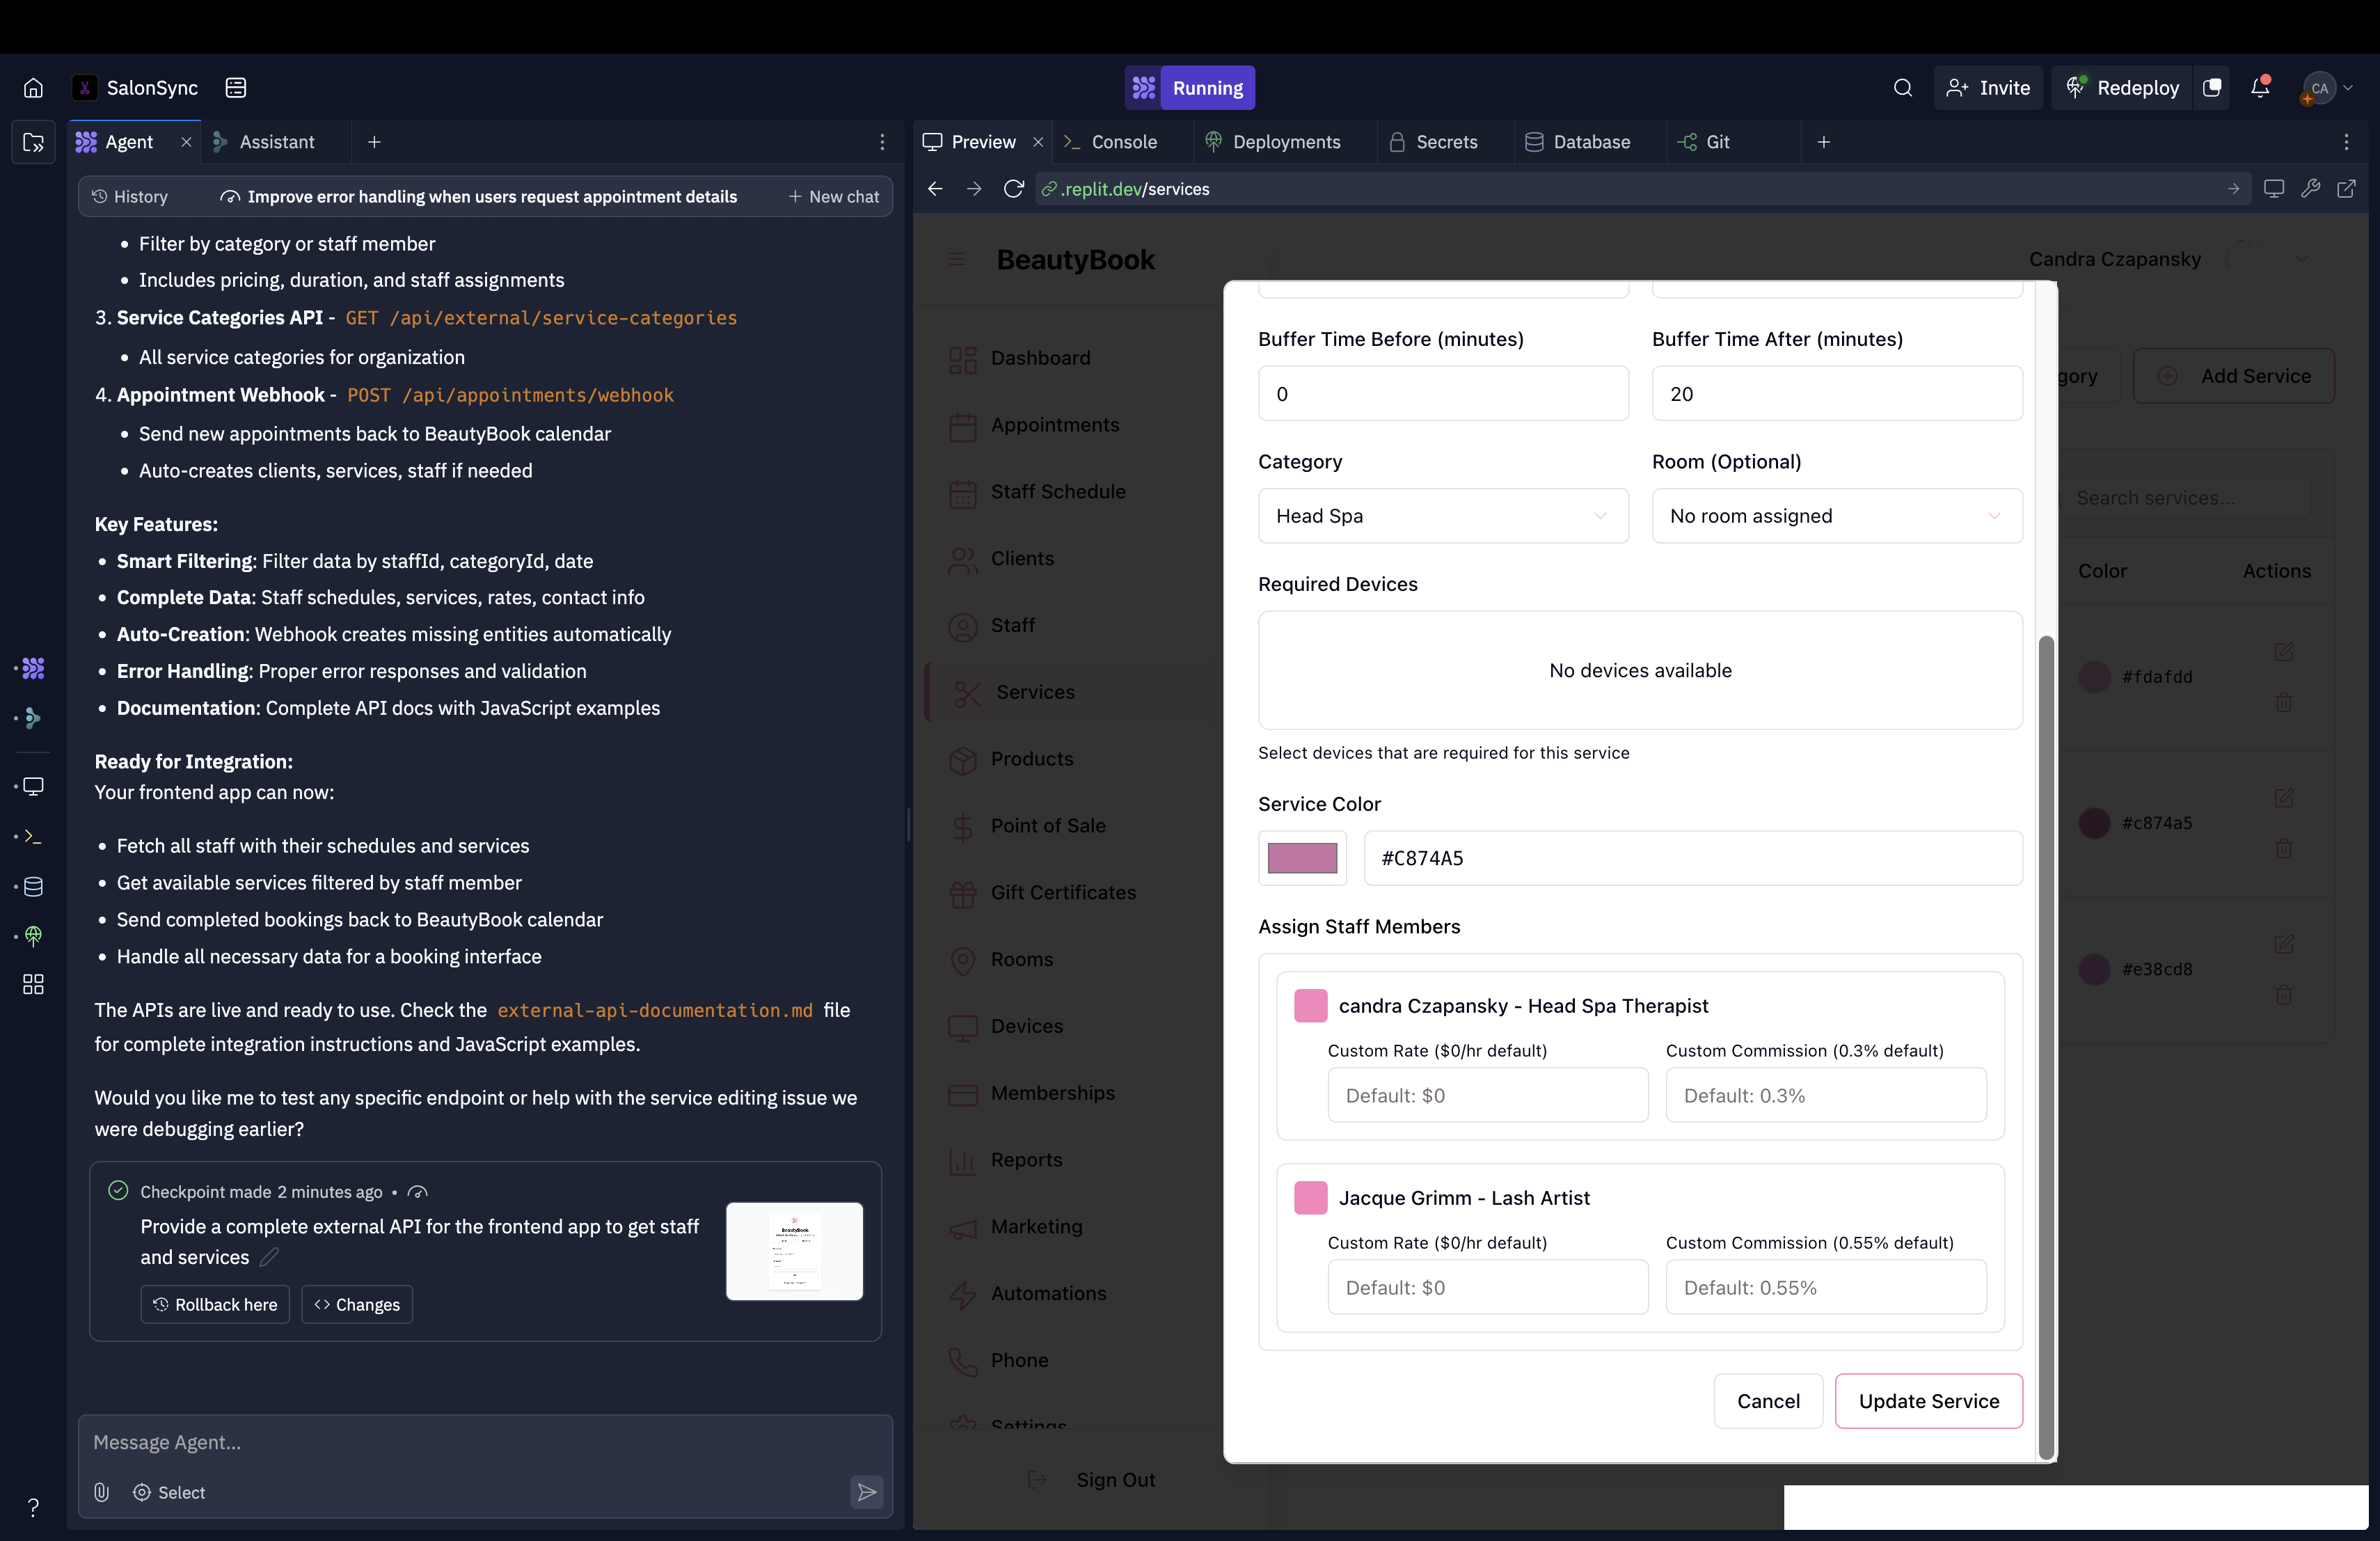 SalonSync
Running
Invite
Redeploy
CA
Agent
Assistant
Preview
Console
Deployments
Secrets
Database
Git
History
Improve error handling when users request appointment details
New chat
.replit.dev/services
• Filter by category or staff member
• Includes pricing, duration, and staff assignments
3. Service Categories API - GET /api/external/service-categories
• All service categories for organization
4. Appointment Webhook - POST /api/appointments/webhook
• Send new appointments back to BeautyBook calendar
• Auto-creates clients, services, staff if needed
Key Features:
• Smart Filtering: Filter data by staffId, categoryId, date
• Complete Data: Staff schedules, services, rates, contact info
• Auto-Creation: Webhook creates missing entities automatically
• Error Handling: Proper error responses and validation
• Documentation: Complete API docs with JavaScript examples
Ready for Integration:
Your frontend app can now:
• Fetch all staff with their schedules and services
• Get available services filtered by staff member
• Send completed bookings back to BeautyBook calendar
• Handle all necessary data for a booking interface
The APIs are live and ready to use. Check the external-api-documentation.md file
for complete integration instructions and JavaScript examples.
Would you like me to test any specific endpoint or help with the service editing issue we
were debugging earlier?
Checkpoint made 2 minutes ago •
Provide a complete external API for the frontend app to get staff
and services
BeautyBook
Rollback here
Changes
Message Agent...
Select
?
BeautyBook
Candra Czapansky
Dashboard
Appointments
Staff Schedule
Clients
Staff
Services
Products
Point of Sale
Gift Certificates
Rooms
Devices
Memberships
Reports
Marketing
Automations
Phone
Settings
Sign Out
gory
Add Service
Search services...
Color
Actions
#fdafdd
#c874a5
#e38cd8
Buffer Time Before (minutes)
Buffer Time After (minutes)
0
20
Category
Room (Optional)
Head Spa
No room assigned
Required Devices
No devices available
Select devices that are required for this service
Service Color
#C874A5
Assign Staff Members
candra Czapansky - Head Spa Therapist
Custom Rate ($0/hr default)
Custom Commission (0.3% default)
Default: $0
Default: 0.3%
Jacque Grimm - Lash Artist
Custom Rate ($0/hr default)
Custom Commission (0.55% default)
Default: $0
Default: 0.55%
Cancel
Update Service